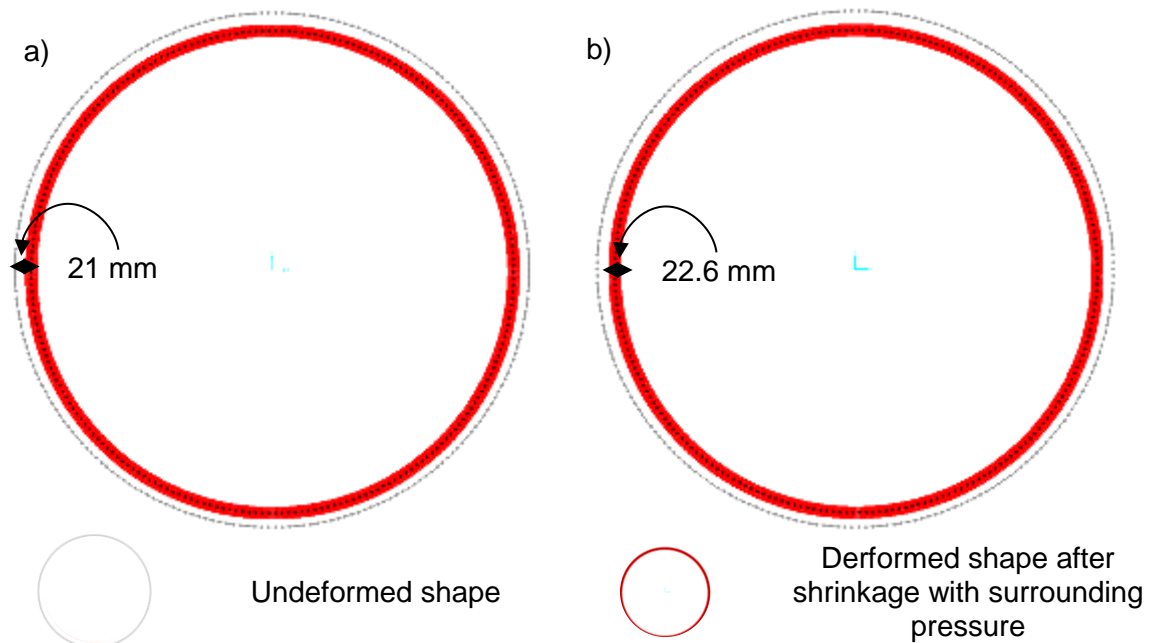 a)
b)
21 mm
22.6 mm
Undeformed shape
Derformed shape after
shrinkage with surrounding
pressure